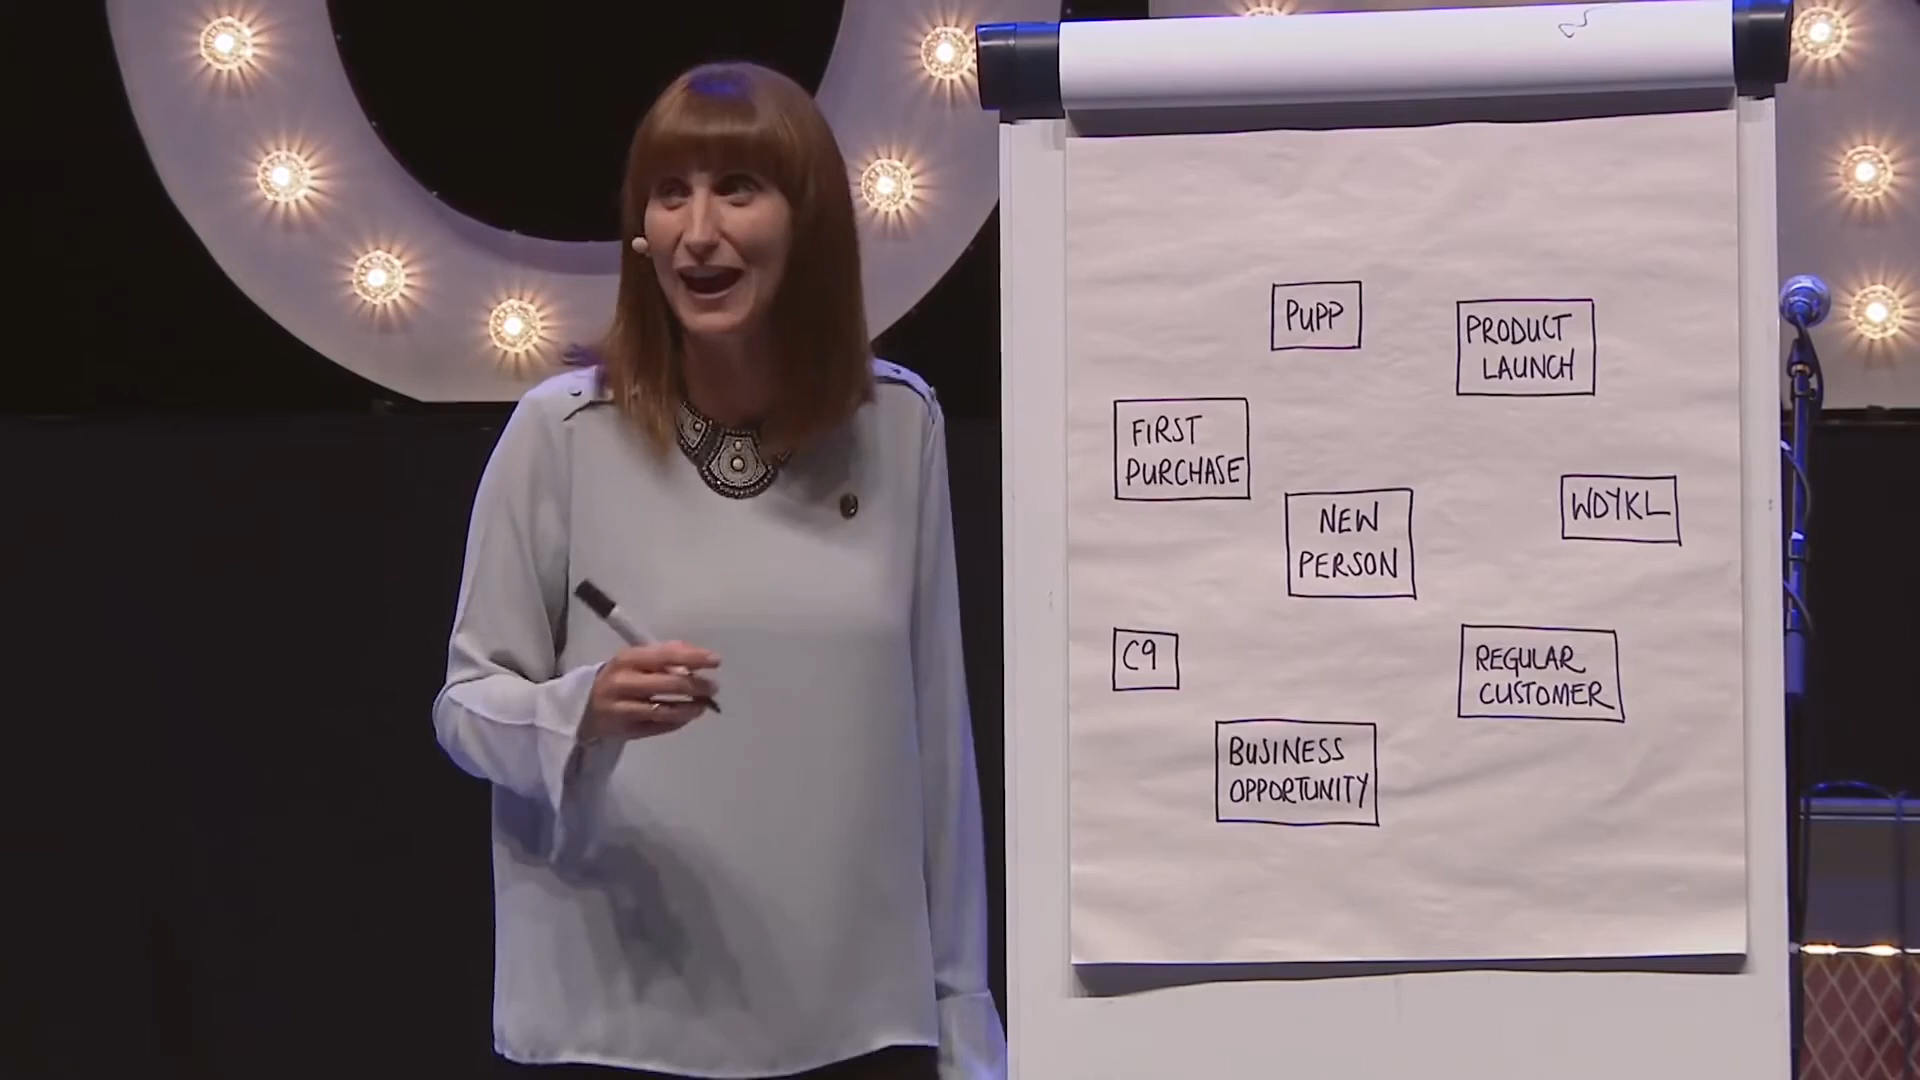 PUPP
PRODUCT
LAUNCH
FIRST
PURCHASE
WDYKL
NEW
PERSON
C9
REGULAR
CUSTOMER
BUSINESS
OPPORTUNITY